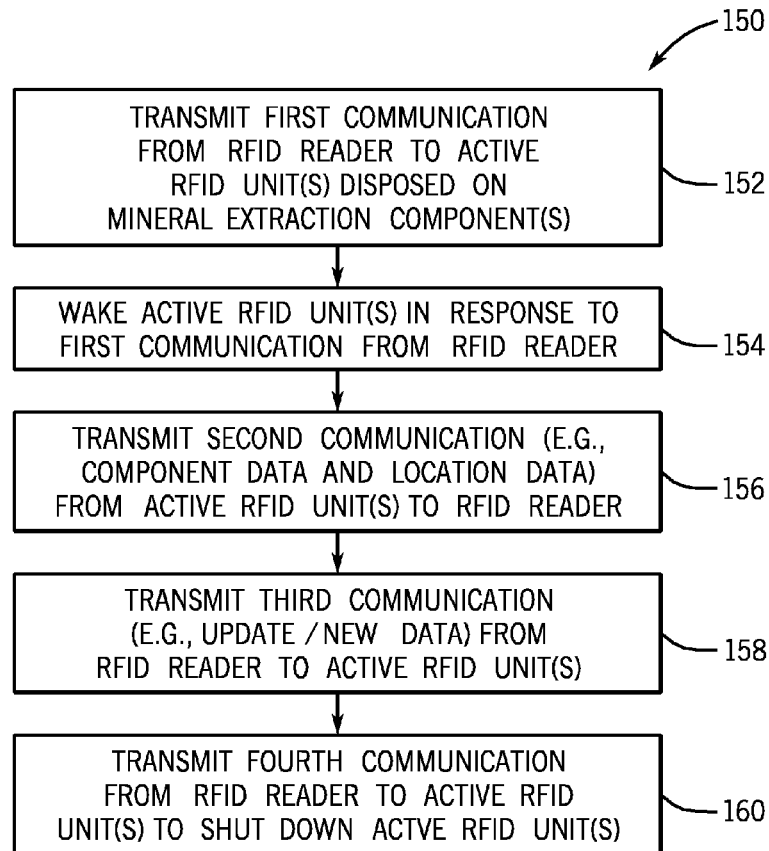 150
TRANSMIT FIRST COMMUNICATION
FROM RFID READER TO ACTIVE
RFID UNIT(S) DISPOSED ON
MINERAL EXTRACTION COMPONENT(S)
152
WAKE ACTIVE RFID UNIT(S) IN RESPONSE TO
FIRST COMMUNICATION FROM RFID READER
154
TRANSMIT SECOND COMMUNICATION (E.G.,
COMPONENT DATA AND LOCATION DATA)
FROM ACTIVE RFID UNIT(S) TO RFID READER
156
TRANSMIT THIRD COMMUNICATION
(E.G., UPDATE / NEW DATA) FROM
RFID READER TO ACTIVE RFID UNIT(S)
158
TRANSMIT FOURTH COMMUNICATION
FROM RFID READER TO ACTIVE RFID
UNIT(S) TO SHUT DOWN ACTVE RFID UNIT(S)
160